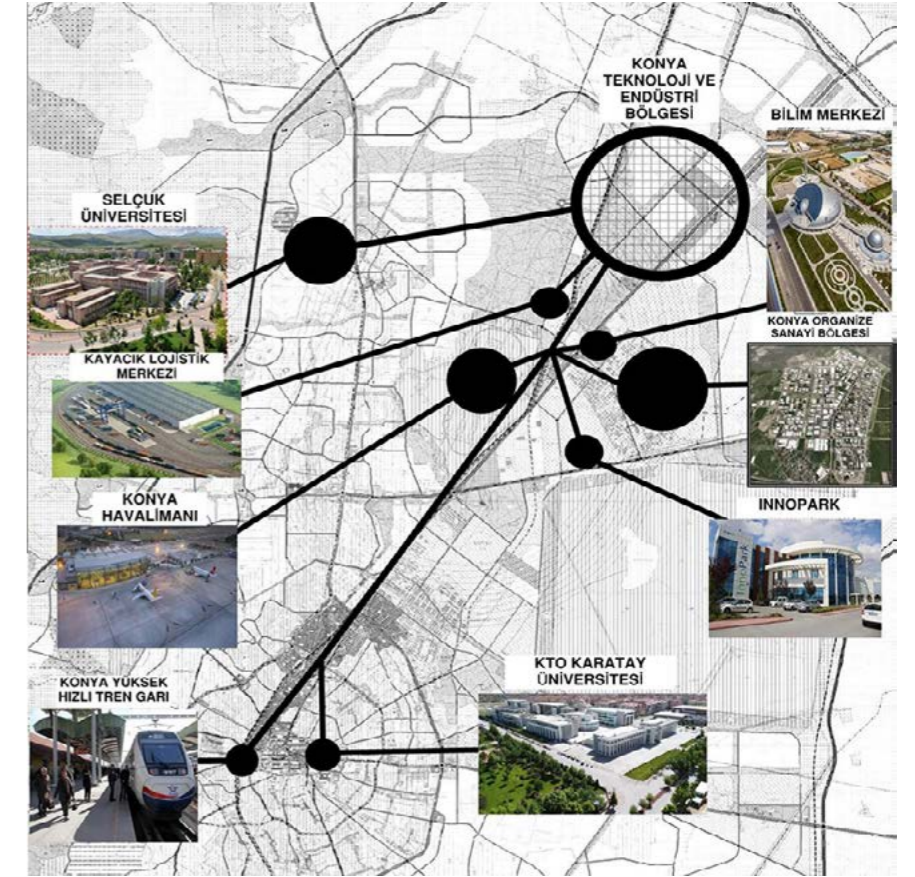 KONYA
TEKNOLOJİ VE
ENDÜSTRİ
BÖLGESİ
BİLİM MERKEZİ
SELÇUK
ÜNİVERSİTESİ
KONYA ORGANİZE
SANAYİ BÖLGESİ
KAYACIK LOJİSTİK
MERKEZİ
KONYA
HAVALİMANI
INNOPARK
KTO KARATAY
ÜNİVERSİTESİ
KONYA YÜKSEK
HIZLI TREN GARI